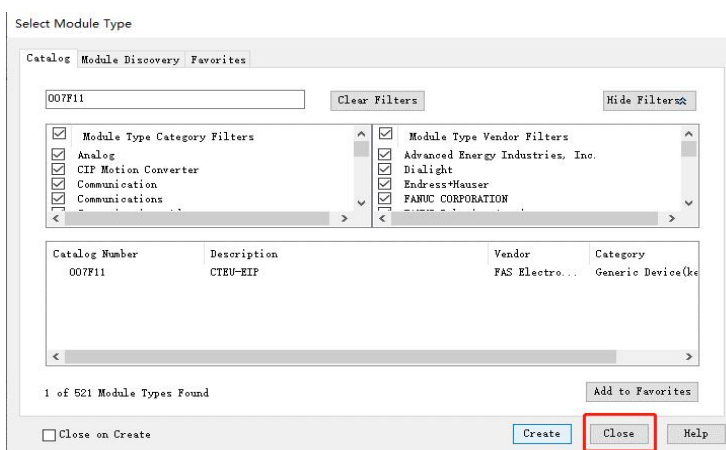 Select Module Type
Catalog Module Discovery Favorites
007F11 Clear Filters Hide Filters
Module Type Category Filters Module Type Vendor Filters
Analog Advanced Energy Industries, Inc.
CIP Motion Converter Dialight
Communication Endress+Hauser
Communications FANUC CORPORATION
Catalog Number Description Vendor Category
007F11 CTEU-EIP FAS Electro... Generic Device(ke
1 of 521 Module Types Found Add to Favorites
Close on Create Create Close Help